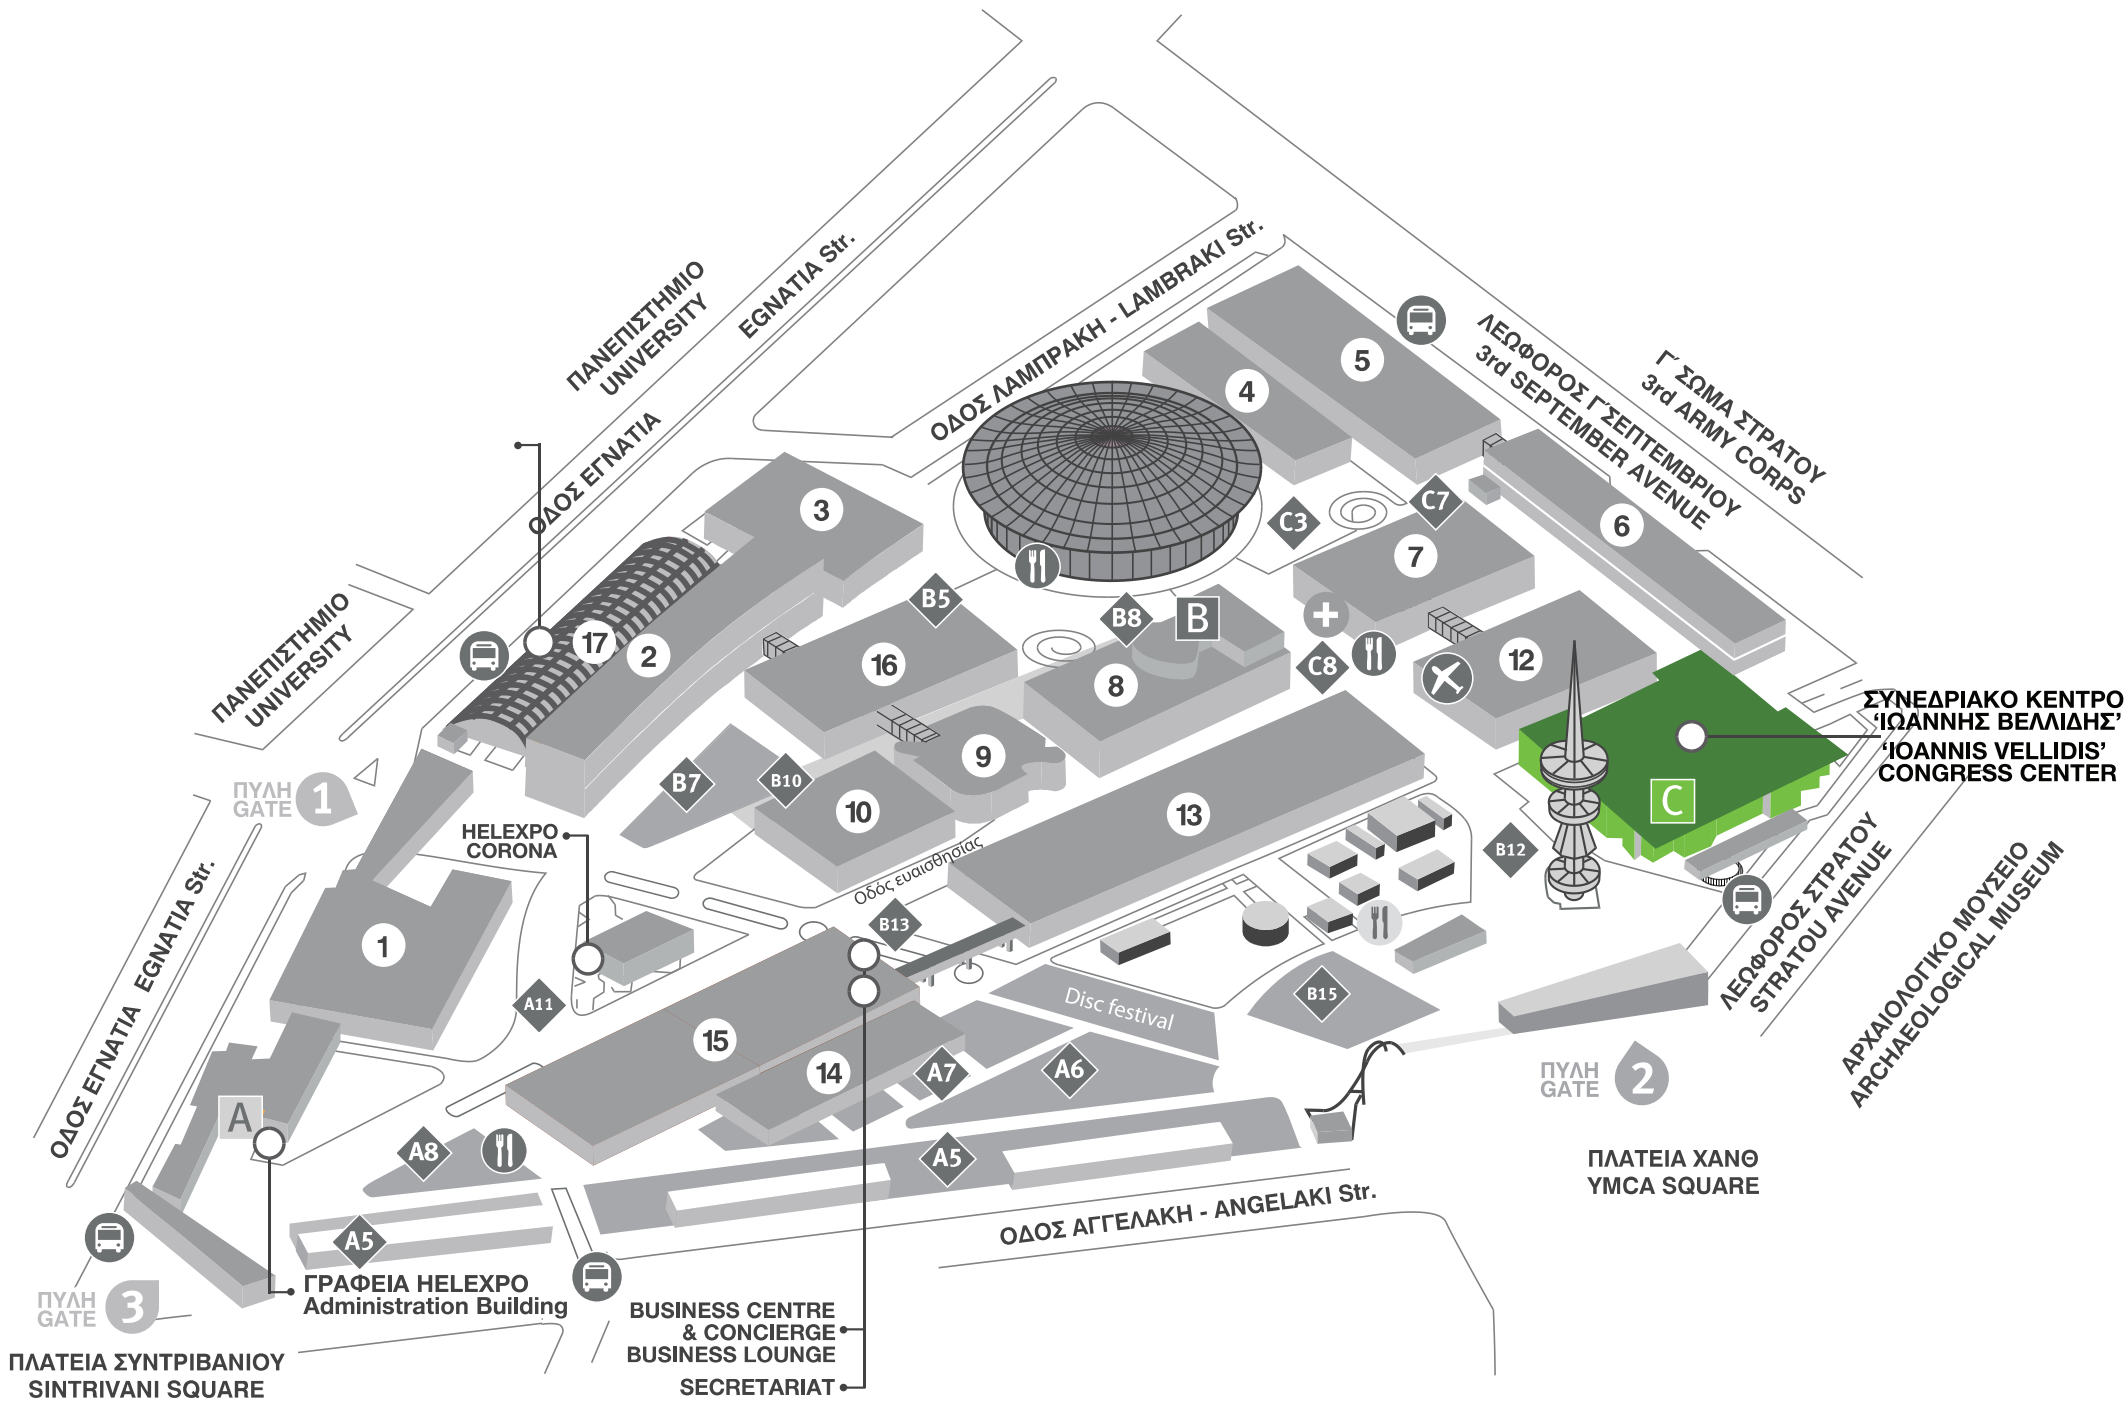 ΠΑΝΕΠΙΣΤΗΜΙΟ
UNIVERSITY
EGNATIA Str.
ΟΔΟΣ ΕΓΝΑΤΙΑ
ΟΔΟΣ ΛΑΜΠΡΑΚΗ - LAMBRAKI Str.
ΛΕΩΦΟΡΟΣ Γ΄ΣΕΠΤΕΜΒΡΙΟΥ
3rd SEPTEMBER AVENUE
Γ΄ ΣΩΜΑ ΣΤΡΑΤΟΥ
3rd ARMY CORPS
5
4
C7
C3
3
6
7
ΠΑΝΕΠΙΣΤΗΜΙΟ
UNIVERSITY
17
2
B5
B8
B
16
8
C8
12
ΣΥΝΕΔΡΙΑΚΟ ΚΕΝΤΡΟ
‘ΙΩΑΝΝΗΣ ΒΕΛΛΙΔΗΣ’
‘IOANNIS VELLIDIS’
CONGRESS CENTER
C
ΠΥΛΗ
GATE
1
B7
B10
9
10
13
B12
HELEXPO
CORONA
Οδός ευαισθησίας
B13
ΟΔΟΣ ΕΓΝΑΤΙΑ EGNATIA Str.
1
A11
15
14
A7
A6
Disc festival
B15
ΛΕΩΦΟΡΟΣ ΣΤΡΑΤΟΥ
STRATOU AVENUE
ΑΡΧΑΙΟΛΟΓΙΚΟ ΜΟΥΣΕΙΟ
ARCHAEOLOGICAL MUSEUM
ΠΥΛΗ
GATE
2
A
A8
A5
A5
ΠΛΑΤΕΙΑ ΧΑΝΘ
YMCA SQUARE
ΟΔΟΣ ΑΓΓΕΛΑΚΗ - ANGELAKI Str.
ΠΥΛΗ
GATE
3
ΓΡΑΦΕΙΑ HELEXPO
Administration Building
BUSINESS CENTRE
& CONCIERGE
BUSINESS LOUNGE
SECRETARIAT
ΠΛΑΤΕΙΑ ΣΥΝΤΡΙΒΑΝΙΟΥ
SINTRIVANI SQUARE